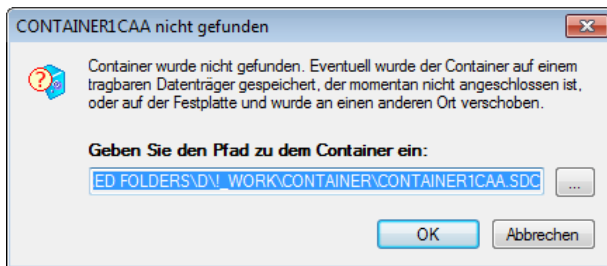 CONTAINER1CAA nicht gefunden
Container wurde nicht gefunden. Eventuell wurde der Container auf einem
tragbaren Datenträger gespeichert, der momentan nicht angeschlossen ist,
oder auf der Festplatte und wurde an einen anderen Ort verschoben.
Geben Sie den Pfad zu dem Container ein:
ED FOLDERS\D\!_WORK\CONTAINER\CONTAINER1CAA.SDC
...
OK
Abbrechen